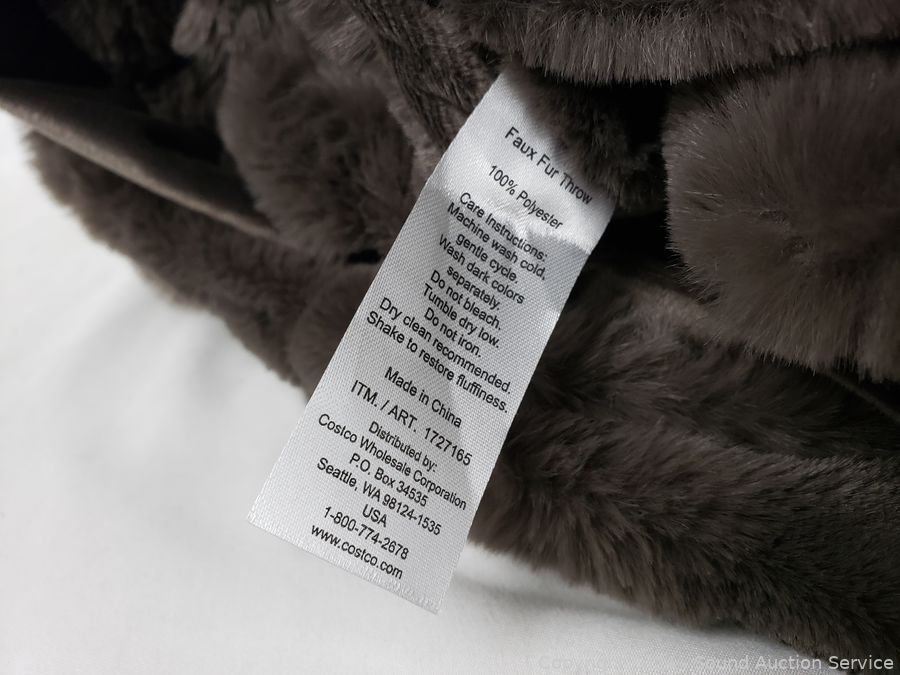 Faux Fur Throw
100% Polyester
Care Instructions:
Machine wash cold,
gentle cycle.
Wash dark colors
separately.
Do not bleach.
Tumble dry low.
Do not iron.
Dry clean recommended.
Shake to restore fluffiness.
Made in China
ITM. / ART. 1727165
Distributed by:
Costco Wholesale Corporation
P.O. Box 34535
Seattle, WA 98124-1535
USA
1-800-774-2678
www.costco.com
Sound Auction Service